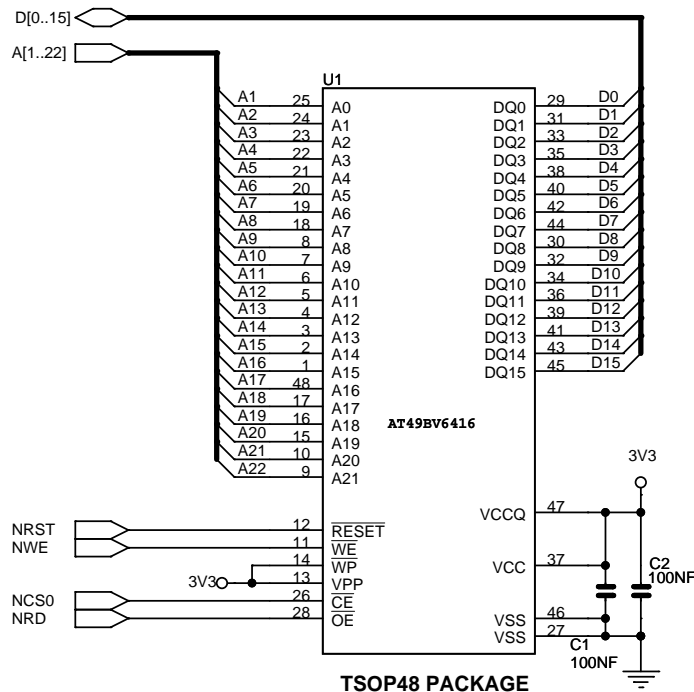 D[0..15]
A[1..22]
U1
A1 25 A0 DQ0 29 D0
A2 24 A1 DQ1 31 D1
A3 23 A2 DQ2 33 D2
A4 22 A3 DQ3 35 D3
A5 21 A4 DQ4 38 D4
A6 20 A5 DQ5 40 D5
A7 19 A6 DQ6 42 D6
A8 18 A7 DQ7 44 D7
A9 8 A8 DQ8 30 D8
A10 7 A9 DQ9 32 D9
A11 6 A10 DQ10 34 D10
A12 5 A11 DQ11 36 D11
A13 4 A12 DQ12 39 D12
A14 3 A13 DQ13 41 D13
A15 2 A14 DQ14 43 D14
A16 1 A15 DQ15 45 D15
A17 48 A16
A18 17 A17
A19 16 A18
A20 15 A19
A21 10 A20
A22 9 A21
AT49BV6416
3V3
VCCQ 47
NRST 12 RESET
NWE 11 WE
14 WP VCC 37
3V3 13 VPP
C2
100NF
NCS0 26 CE
NRD 28 OE
VSS 46
VSS 27
C1
100NF
TSOP48 PACKAGE